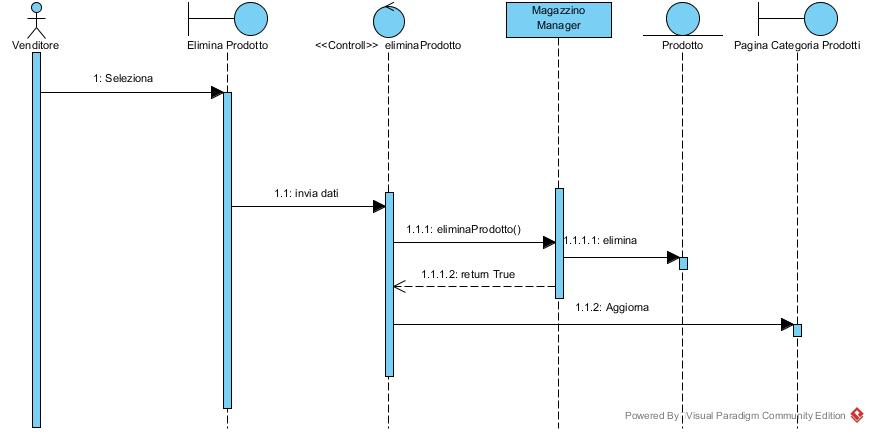 Magazzino
Manager
Venditore
Elimina Prodotto
<<Controll>> eliminaProdotto
Prodotto
Pagina Categoria Prodotti
1: Seleziona
1.1: invia dati
1.1.1: eliminaProdotto()
1.1.1.1: elimina
1.1.1.2: return True
1.1.2: Aggiorna
Powered By Visual Paradigm Community Edition